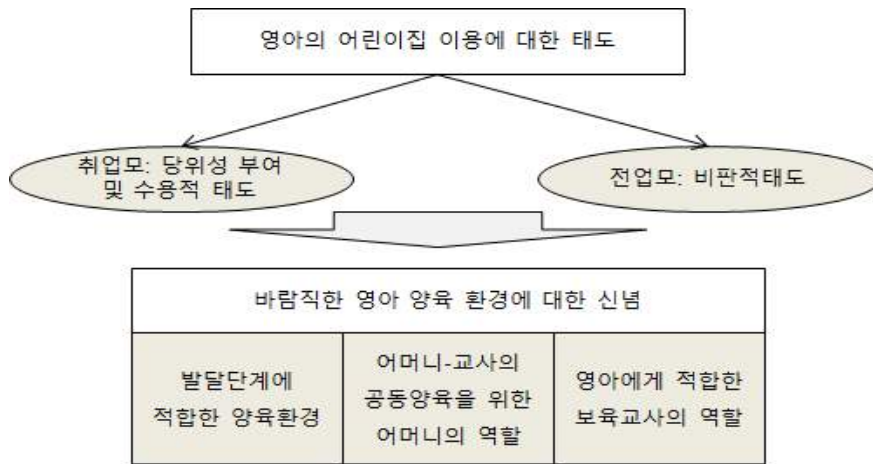 영아의 어린이집 이용에 대한 태도
취업모: 당위성 부여
및 수용적 태도
전업모: 비판적태도
바람직한 영아 양육 환경에 대한 신념
발달단계에
적합한 양육환경
어머니-교사의
공동양육을 위한
어머니의 역할
영아에게 적합한
보육교사의 역할